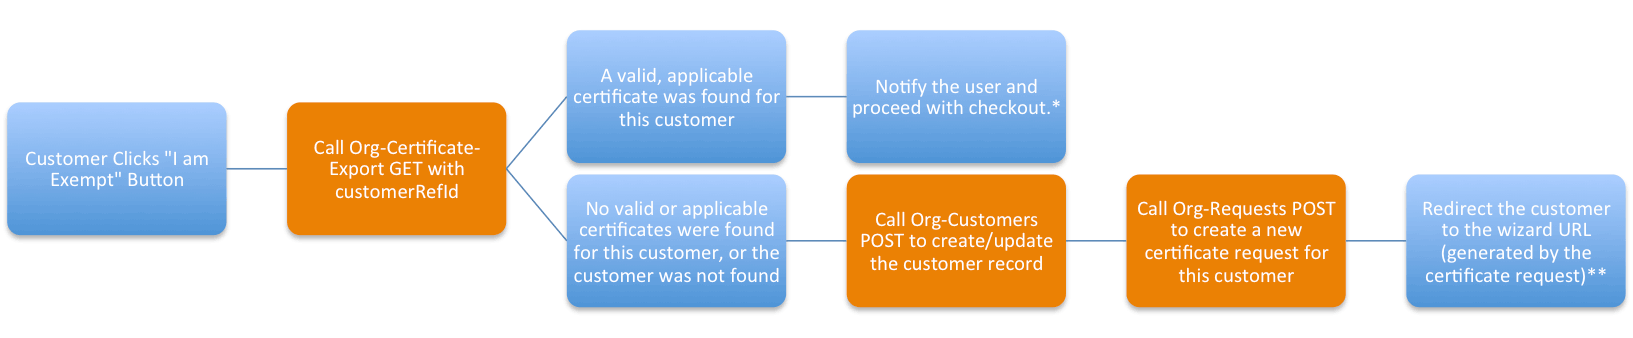 Customer Clicks "I am
Exempt" Button
Call Org-Certificate-
Export GET with
customerRefId
A valid, applicable
certificate was found for
this customer
Notify the user and
proceed with checkout.*
No valid or applicable
certificates were found
for this customer, or the
customer was not found
Call Org-Customers
POST to create/update
the customer record
Call Org-Requests POST
to create a new
certificate request for
this customer
Redirect the customer
to the wizard URL
(generated by the
certificate request)**